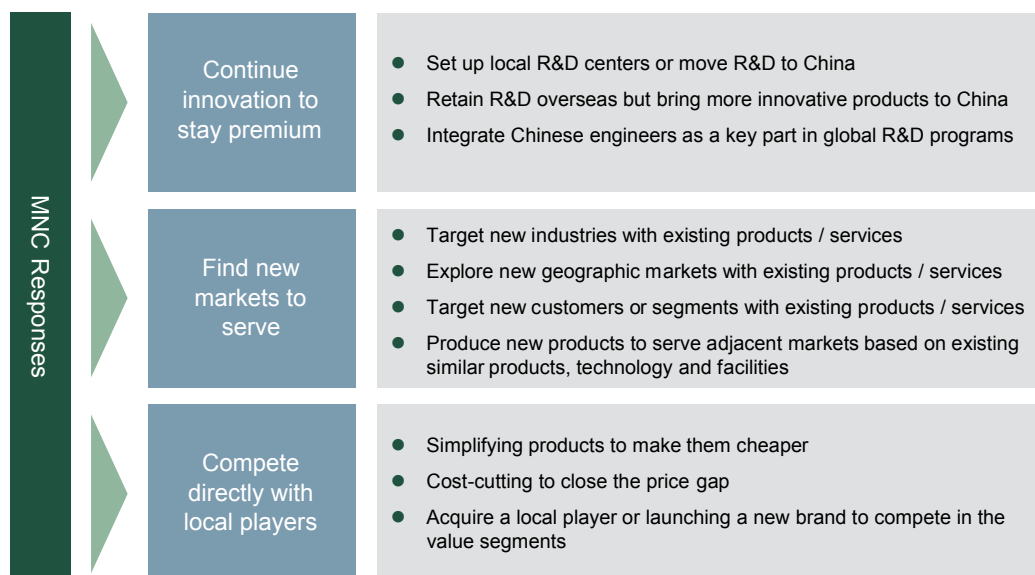 MNC Responses
Continue
innovation to
stay premium
Set up local R&D centers or move R&D to China
Retain R&D overseas but bring more innovative products to China
Integrate Chinese engineers as a key part in global R&D programs
Find new
markets to
serve
Target new industries with existing products / services
Explore new geographic markets with existing products / services
Target new customers or segments with existing products / services
Produce new products to serve adjacent markets based on existing
similar products, technology and facilities
Compete
directly with
local players
Simplifying products to make them cheaper
Cost-cutting to close the price gap
Acquire a local player or launching a new brand to compete in the
value segments